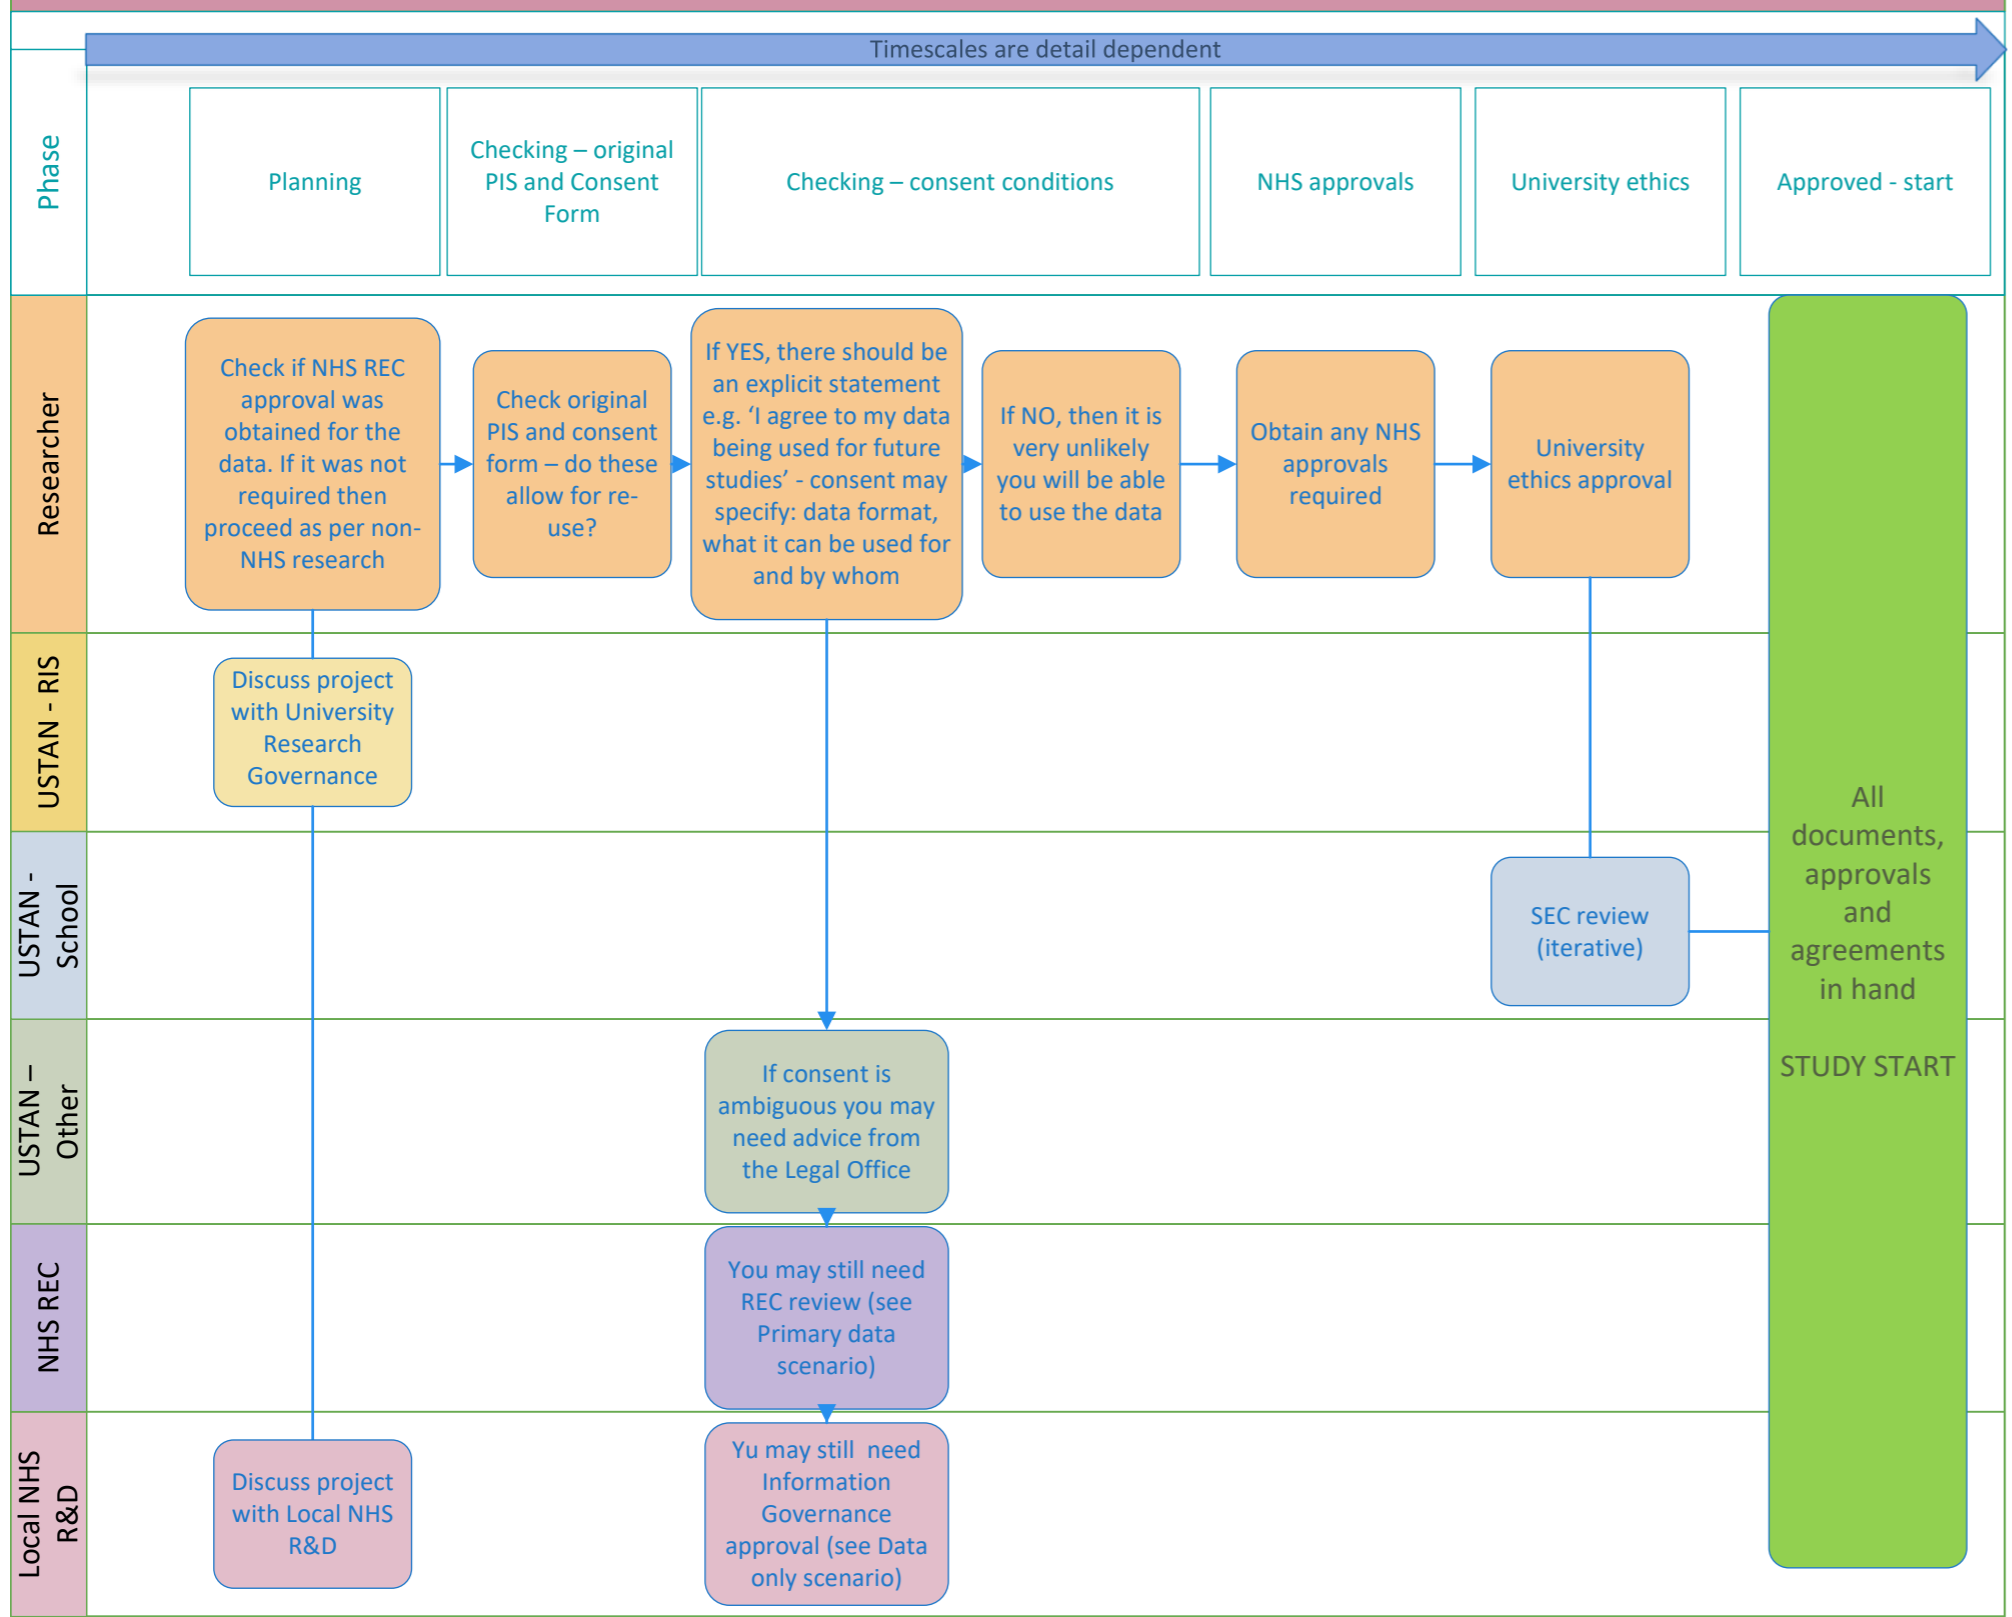 Timescales are detail dependent
Phase
Planning
Checking – original
PIS and Consent
Form
Checking – consent conditions
NHS approvals
University ethics
Approved - start
Researcher
Check if NHS REC
approval was
obtained for the
data. If it was not
required then
proceed as per non-
NHS research
Check original
PIS and consent
form – do these
allow for re-
use?
If YES, there should be
an explicit statement
e.g. ‘I agree to my data
being used for future
studies’ - consent may
specify: data format,
what it can be used for
and by whom
If NO, then it is
very unlikely
you will be able
to use the data
Obtain any NHS
approvals
required
University
ethics approval
USTAN - RIS
Discuss project
with University
Research
Governance
USTAN -
School
SEC review
(iterative)
All
documents,
approvals
and
agreements
in hand
STUDY START
USTAN –
Other
If consent is
ambiguous you may
need advice from
the Legal Office
NHS REC
You may still need
REC review (see
Primary data
scenario)
Local NHS
R&D
Discuss project
with Local NHS
R&D
Yu may still  need
Information
Governance
approval (see Data
only scenario)